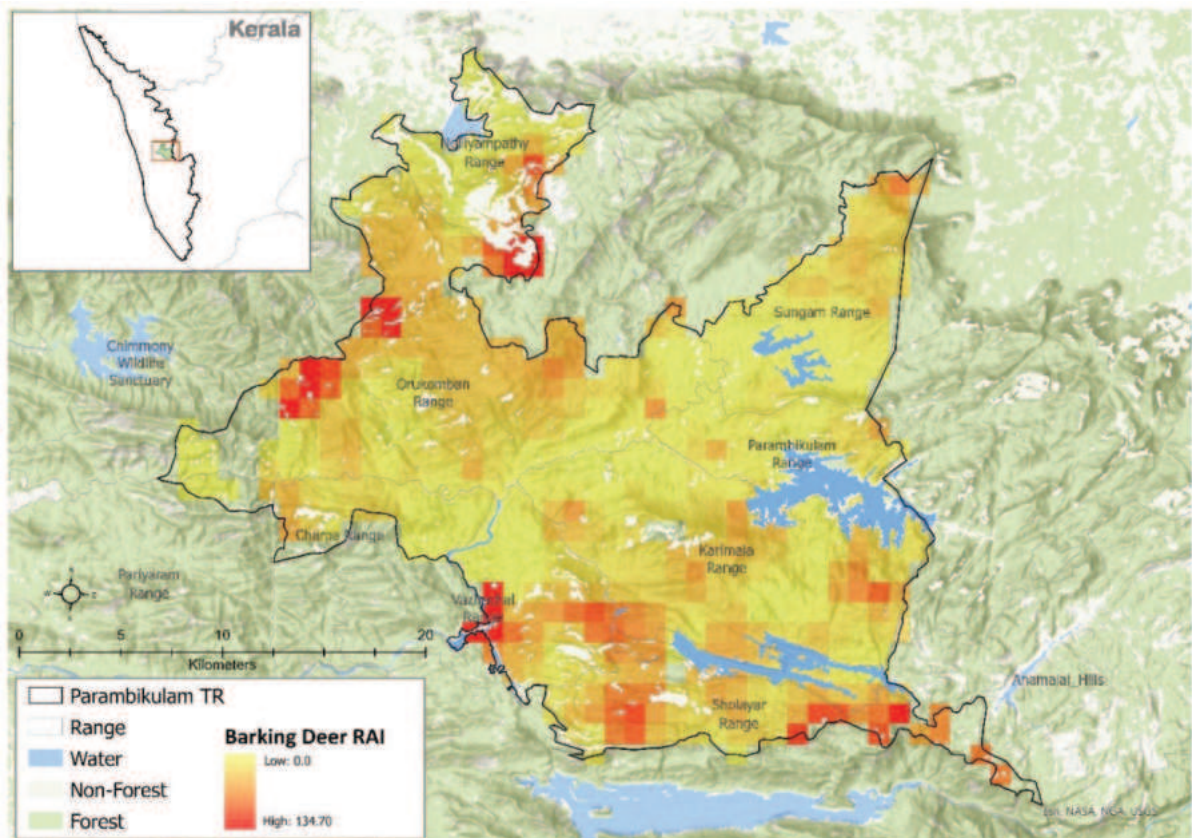 Kerala
Nelliyampathy
Range
Sungam Range
Chimmony
Wildlife
Sanctuary
Orukomban
Range
Parambikulam
Range
Charpa Range
Karimala
Range
Pariyaram
Range
Vazhachal
Range
0 5 10 20
Kilometers
Anamalai_Hills
Sholayar
Range
Parambikulam TR
Range
Water
Non-Forest
Forest
Barking Deer RAI
Low: 0.0
High: 134.70
Esri, NASA, NGA, USGS